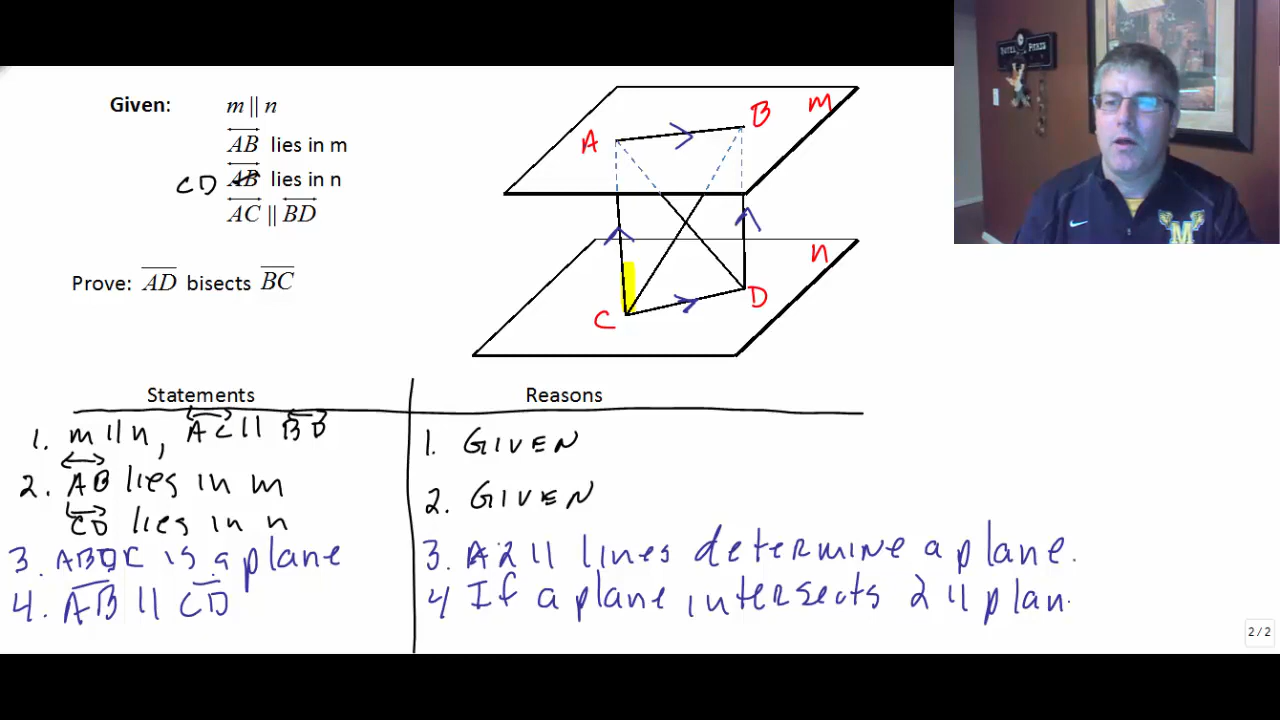 Given: m || n
AB lies in m
CD AB lies in n
AC || BD
Prove: AD bisects BC
A
B
m
n
C
D
HOTEL
M
Statements Reasons
1. m || n, AC || BD 1. GIVEN
2. AB lies in m 2. GIVEN
CD lies in n
3. ABDC is a plane 3. A 2 || lines determine a plane.
4. AB || CD 4 If a plane intersects 2 || plan
2 / 2